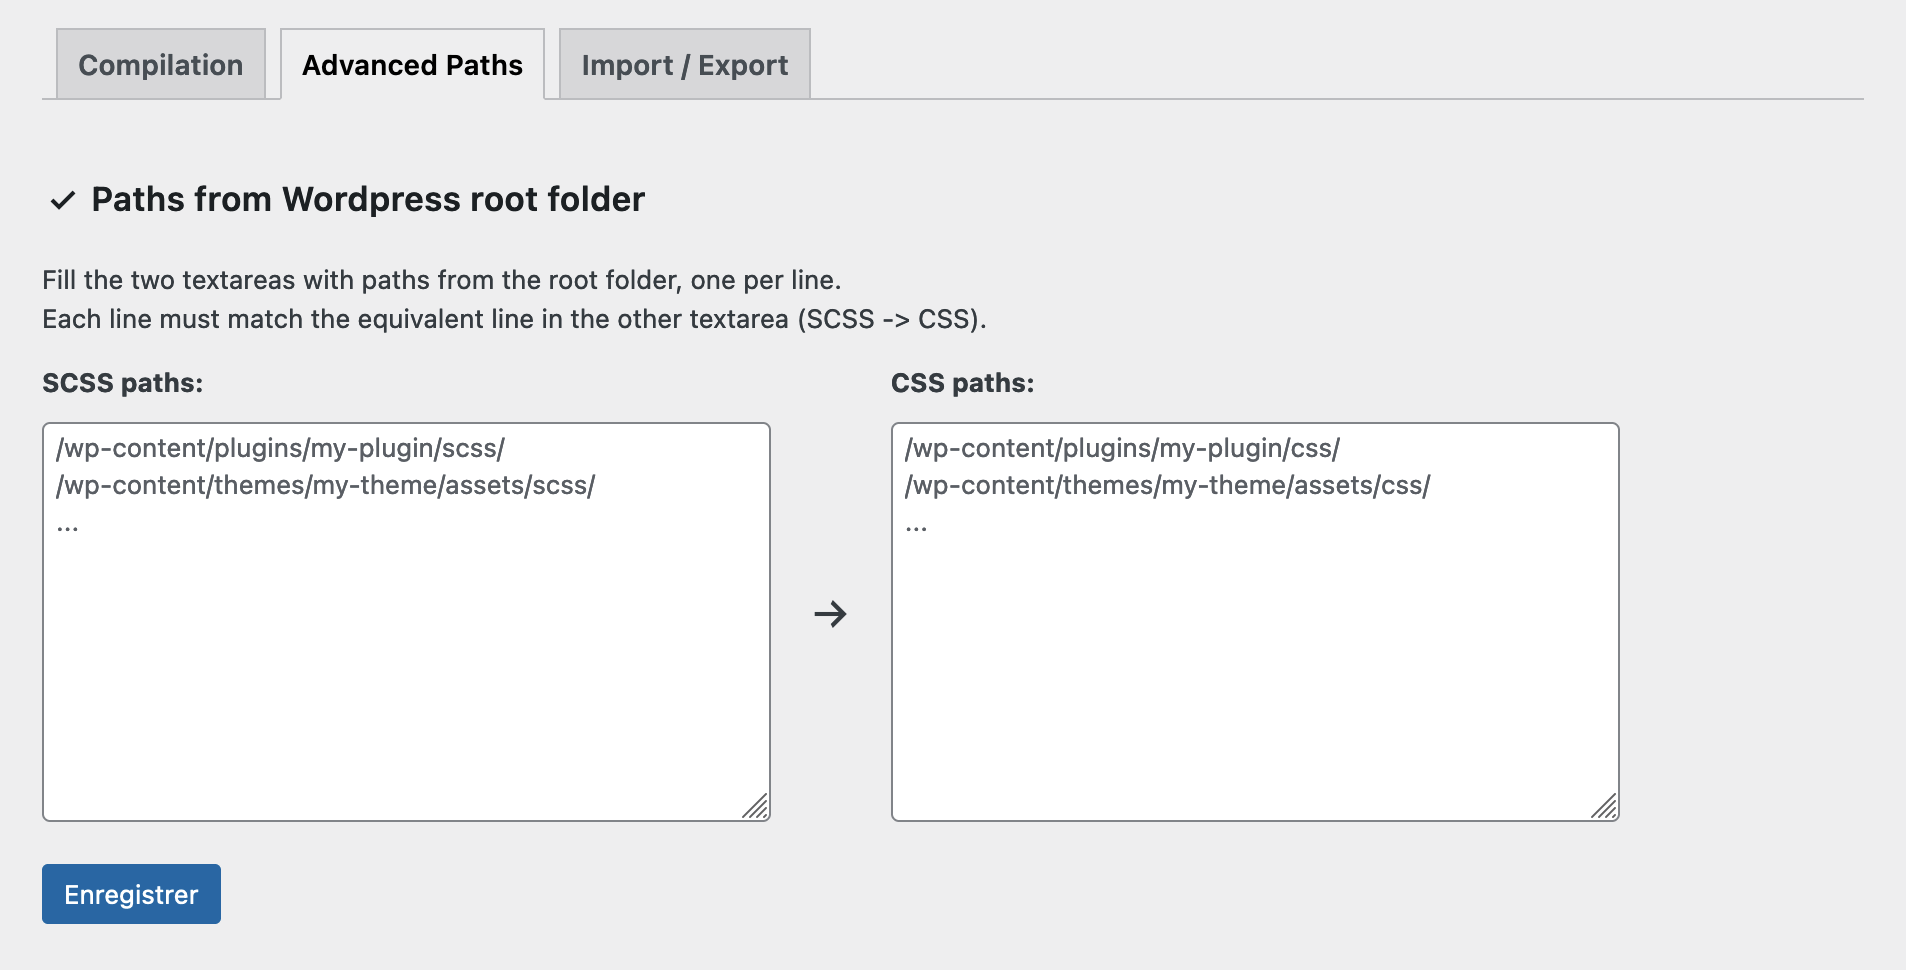 Compilation
Advanced Paths
Import / Export
Paths from Wordpress root folder
Fill the two textareas with paths from the root folder, one per line.
Each line must match the equivalent line in the other textarea (SCSS -> CSS).
SCSS paths:
/wp-content/plugins/my-plugin/scss/
/wp-content/themes/my-theme/assets/scss/
...
CSS paths:
/wp-content/plugins/my-plugin/css/
/wp-content/themes/my-theme/assets/css/
...
Enregistrer